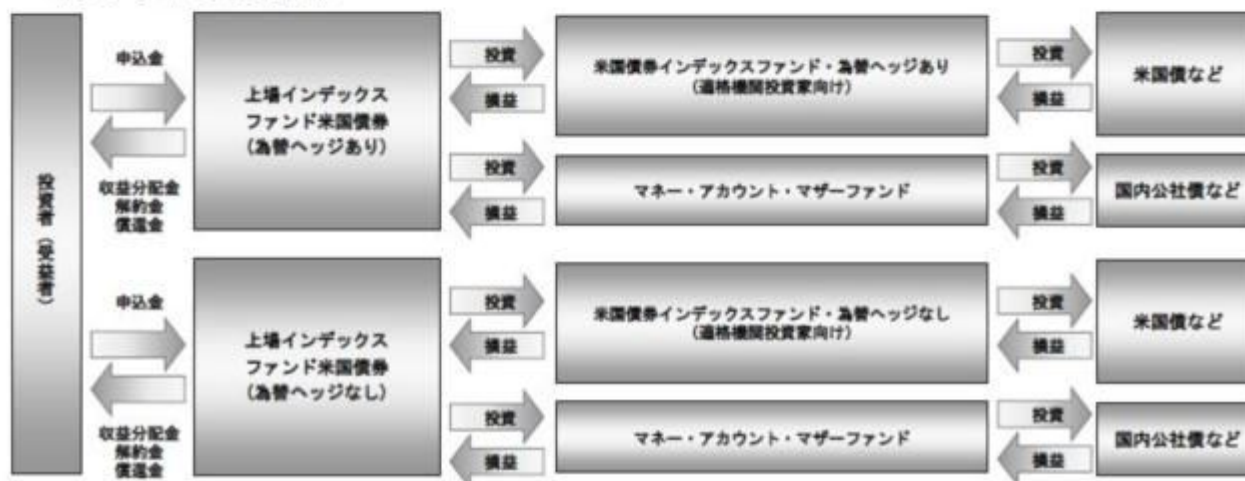 投資者（受益者）
申込金
収益分配金
解約金
償還金
上場インデックス
ファンド米国債券
(為替ヘッジあり)
投資
損益
米国債券インデックスファンド・為替ヘッジあり
(適格機関投資家向け)
投資
損益
米国債など
投資
損益
マネー・アカウント・マザーファンド
投資
損益
国内公社債など
申込金
収益分配金
解約金
償還金
上場インデックス
ファンド米国債券
(為替ヘッジなし)
投資
損益
米国債券インデックスファンド・為替ヘッジなし
(適格機関投資家向け)
投資
損益
米国債など
投資
損益
マネー・アカウント・マザーファンド
投資
損益
国内公社債など